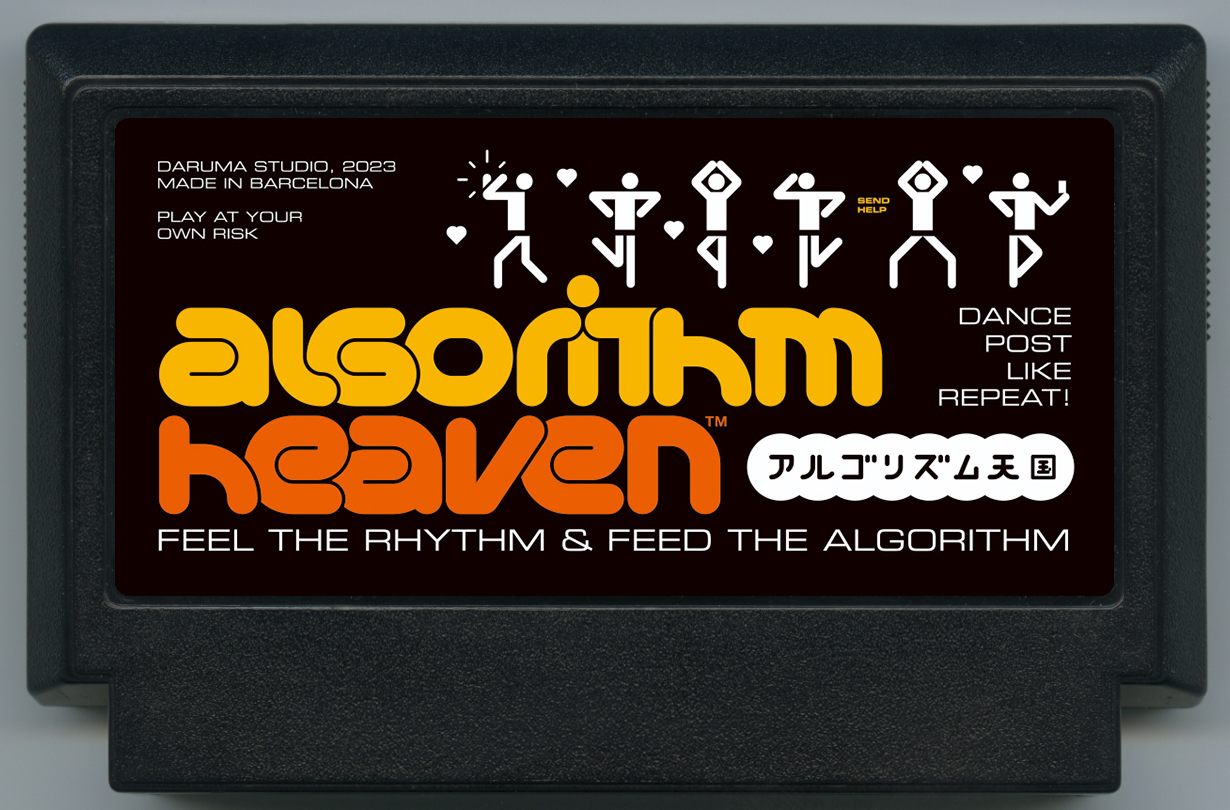 DARUMA STUDIO, 2023
MADE IN BARCELONA
PLAY AT YOUR
OWN RISK
SEND
HELP
algorithm
heaven™
DANCE
POST
LIKE
REPEAT!
アルゴリズム天国
FEEL THE RHYTHM & FEED THE ALGORITHM